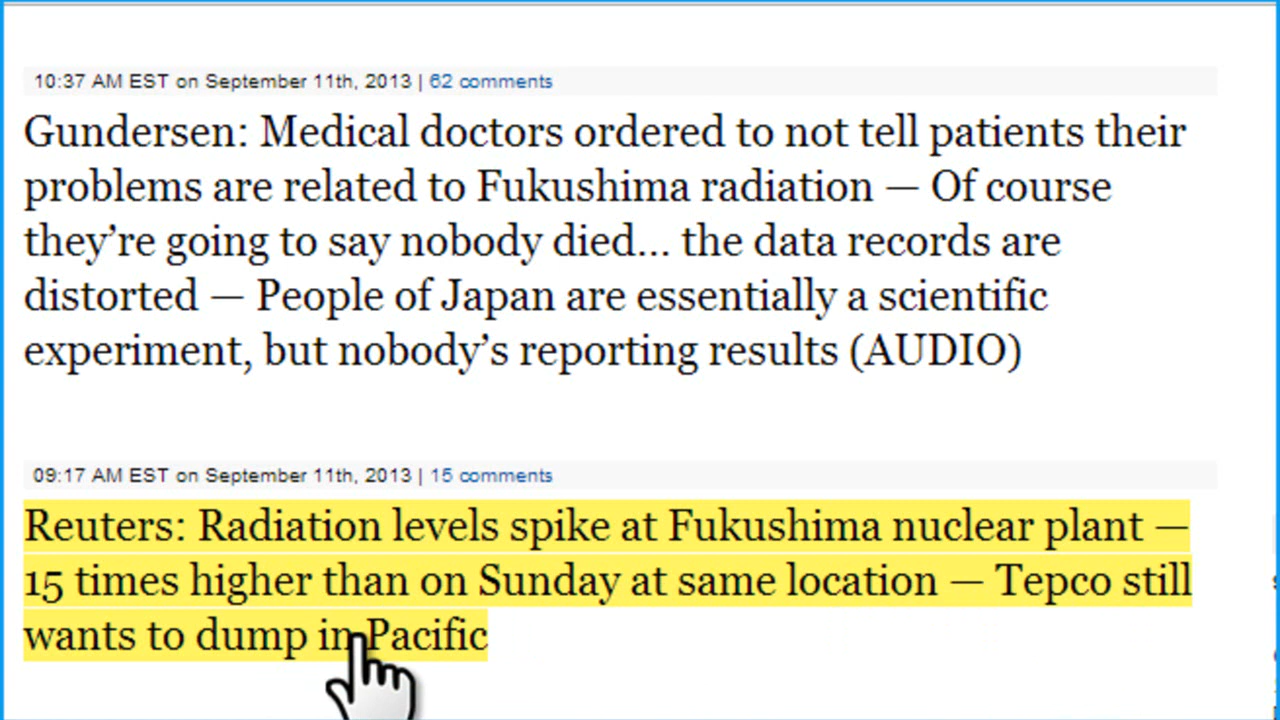 10:37 AM EST on September 11th, 2013 | 62 comments
Gundersen: Medical doctors ordered to not tell patients their
problems are related to Fukushima radiation — Of course
they’re going to say nobody died... the data records are
distorted — People of Japan are essentially a scientific
experiment, but nobody’s reporting results (AUDIO)
09:17 AM EST on September 11th, 2013 | 15 comments
Reuters: Radiation levels spike at Fukushima nuclear plant —
15 times higher than on Sunday at same location — Tepco still
wants to dump in Pacific